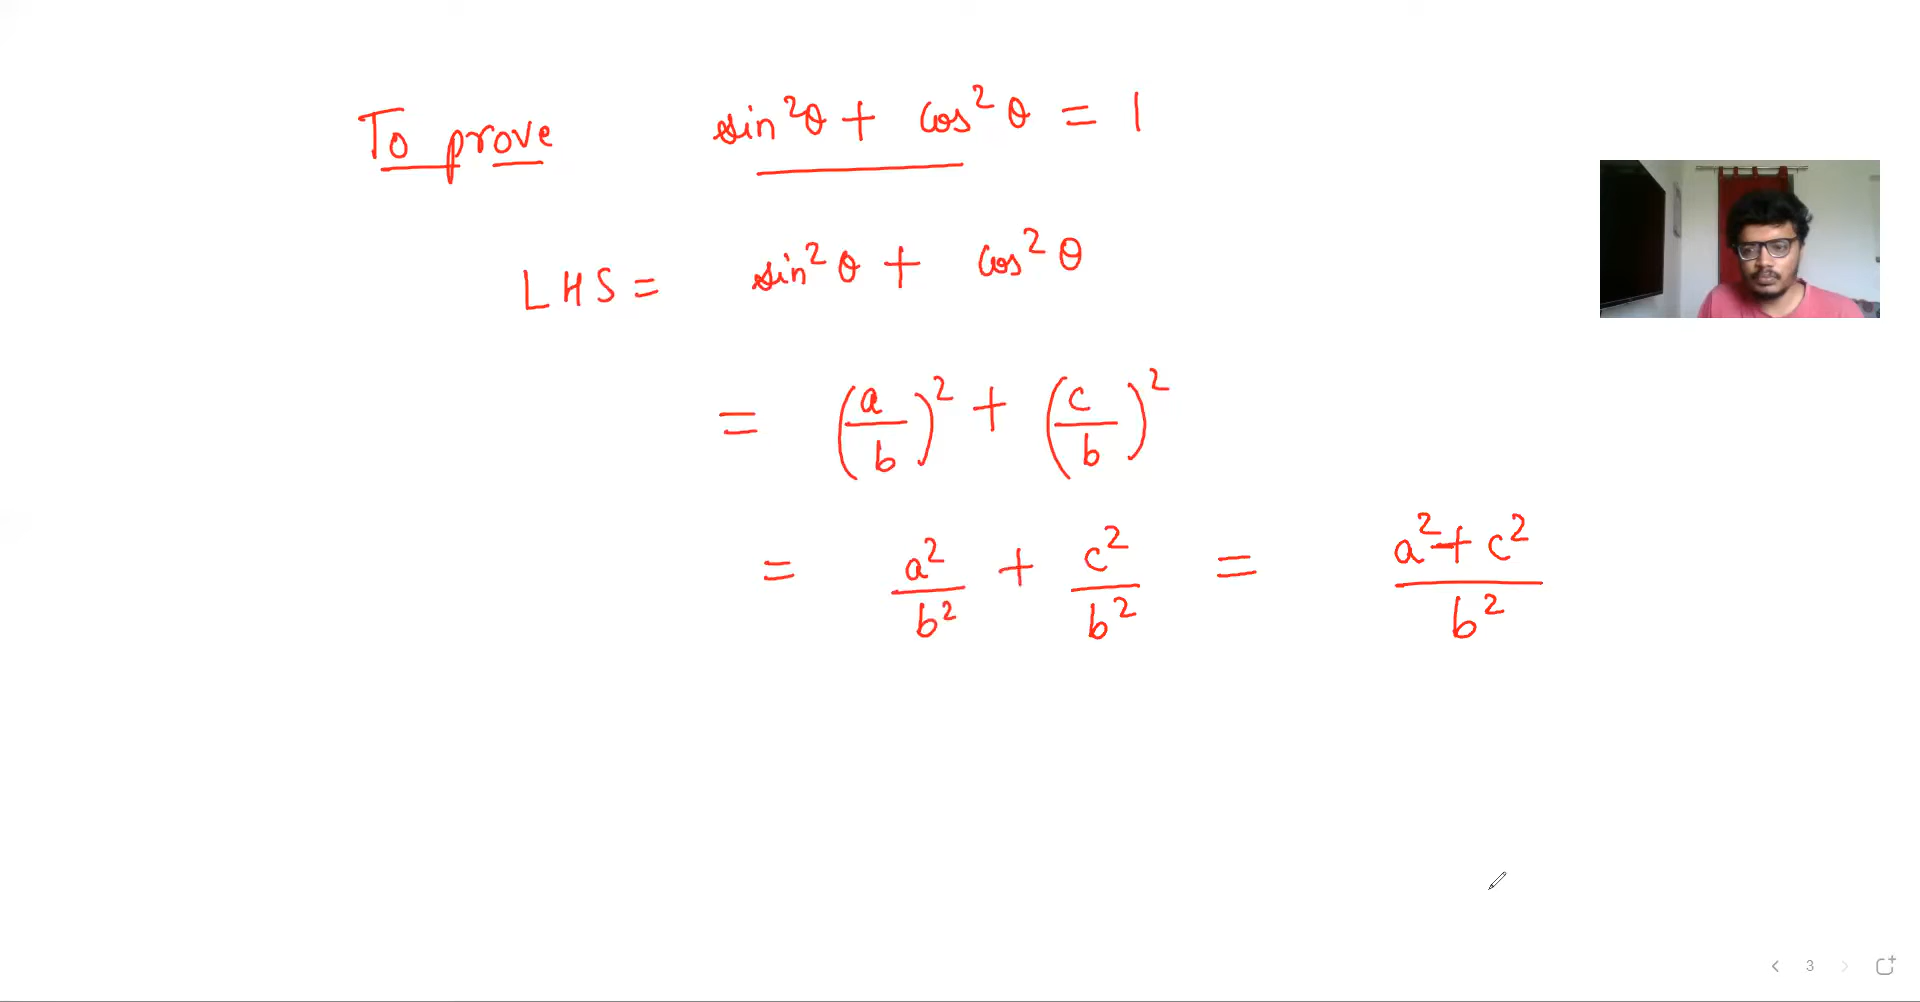 To prove sin²θ + cos²θ = 1
LHS = sin²θ + cos²θ
= (a/b)² + (c/b)²
= a²/b² + c²/b² = a²+c²/b²
3